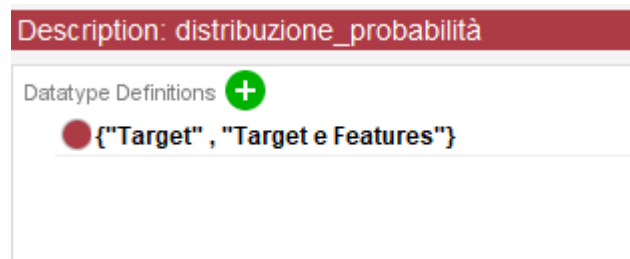 Description: distribuzione_probabilità
Datatype Definitions
{"Target" , "Target e Features"}